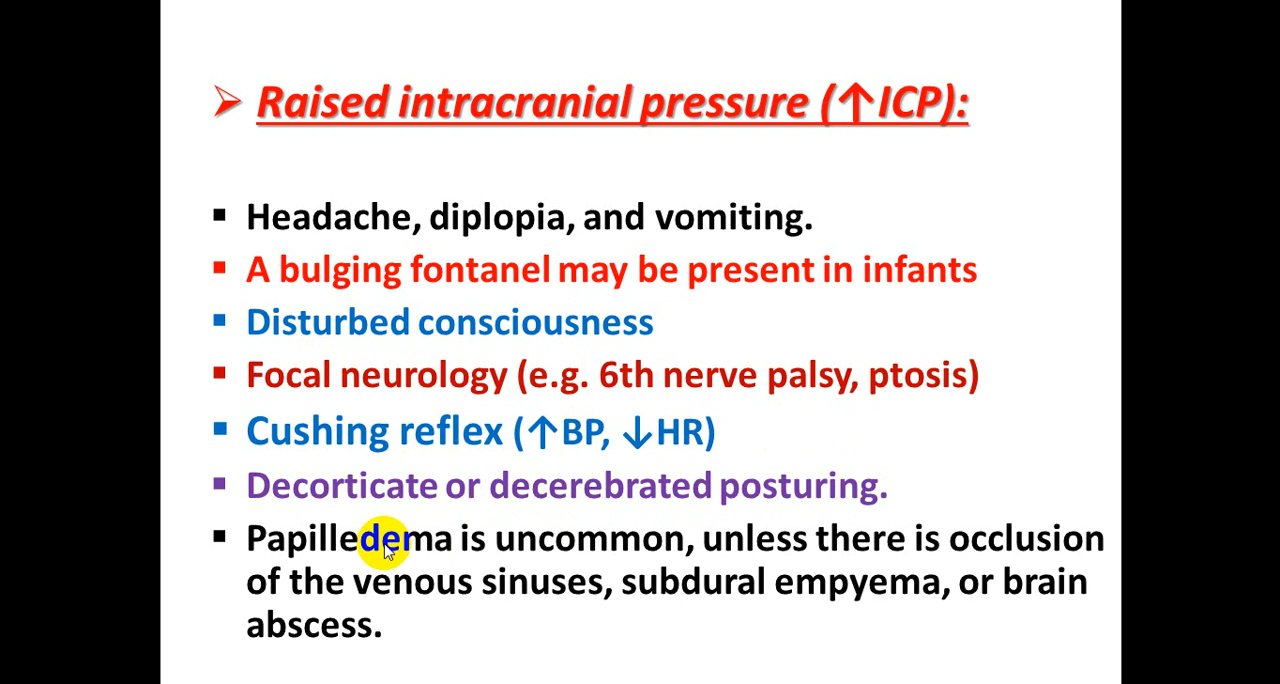 Raised intracranial pressure (↑ICP):
Headache, diplopia, and vomiting.
A bulging fontanel may be present in infants
Disturbed consciousness
Focal neurology (e.g. 6th nerve palsy, ptosis)
Cushing reflex (↑BP, ↓HR)
Decorticate or decerebrated posturing.
Papilledema is uncommon, unless there is occlusion
of the venous sinuses, subdural empyema, or brain
abscess.